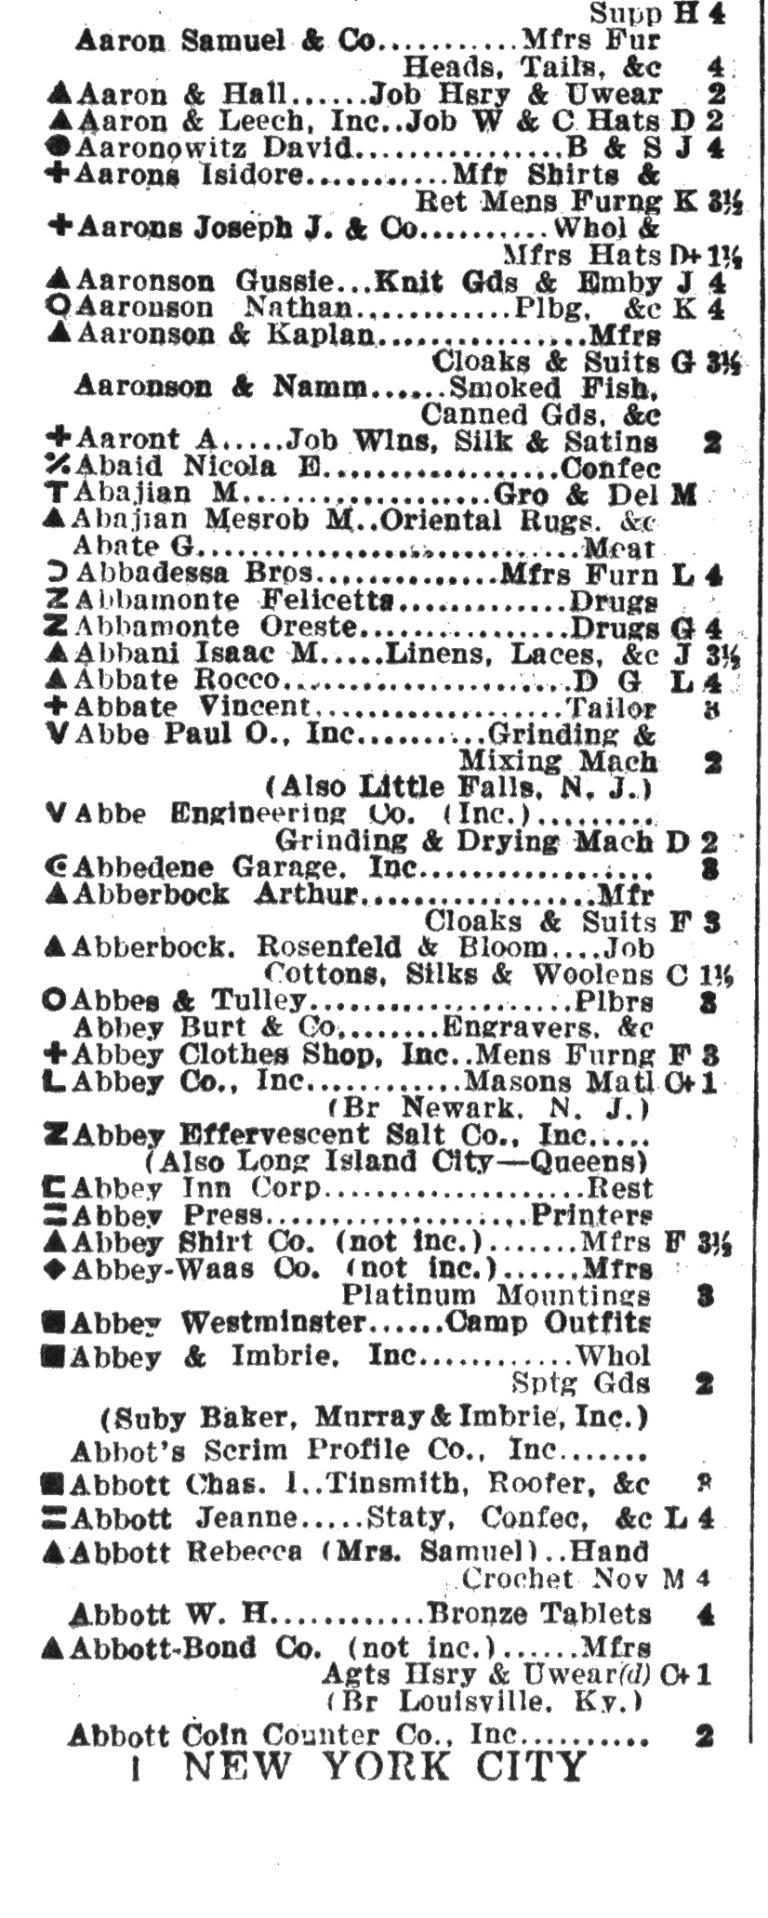 Supp H 4
Aaron Samuel & Co...........Mfrs Fur
Heads, Tails, &c 4
▲Aaron & Hall......Job Hsry & Uwear 2
▲Aaron & Leech, Inc..Job W & C Hats D 2
●Aaronowitz David................B & S J 4
+Aarons Isidore...........Mfr Shirts &
Ret Mens Furng K 3½
+Aarons Joseph J. & Co..........Whol &
Mfrs Hats D+ 1½
▲Aaronson Gussie...Knit Gds & Emby J 4
O Aaronson Nathan............Plbg, &c K 4
▲Aaronson & Kaplan................Mfrs
Cloaks & Suits G 3½
Aaronson & Namm......Smoked Fish,
Canned Gds, &c
+Aaront A.....Job Wlns, Silk & Satins 2
٪Abaid Nicola E..................Confec
T Abajian M...................Gro & Del M
▲Abajian Mesrob M..Oriental Rugs, &c
Abate G.............................Meat
Ɔ Abbadessa Bros..............Mfrs Furn L 4
Z Abbamonte Felicetta.............Drugs
Z Abbamonte Oreste................Drugs G 4
▲Abbani Isaac M.....Linens, Laces, &c J 3½
▲Abbate Rocco......................D G L 4
+Abbate Vincent...................Tailor 3
V Abbe Paul O., Inc..........Grinding &
Mixing Mach 2
(Also Little Falls, N. J.)
V Abbe Engineering Co. (Inc.).........
Grinding & Drying Mach D 2
Abbedene Garage, Inc.................. 3
▲Abberbock Arthur..................Mfr
Cloaks & Suits F 3
▲Abberbock, Rosenfeld & Bloom....Job
Cottons, Silks & Woolens C 1½
O Abbes & Tulley....................Plbrs 3
Abbey Burt & Co.........Engravers, &c
+Abbey Clothes Shop, Inc..Mens Furng F 3
L Abbey Co., Inc............Masons Matl C+ 1
(Br Newark, N. J.)
Z Abbey Effervescent Salt Co., Inc.....
(Also Long Island City—Queens)
⊏ Abbey Inn Corp....................Rest
Abbey Press....................Printers
▲Abbey Shirt Co. (not inc.).......Mfrs F 3½
◆Abbey-Waas Co. (not inc.)......Mfrs
Platinum Mountings 3
■Abbey Westminster......Camp Outfits
■Abbey & Imbrie, Inc............Whol
Sptg Gds 2
(Suby Baker, Murray & Imbrie, Inc.)
Abbot's Scrim Profile Co., Inc.......
■Abbott Chas. I..Tinsmith, Roofer, &c
=Abbott Jeanne.....Staty, Confec, &c L 4
▲Abbott Rebecca (Mrs. Samuel)..Hand
Crochet Nov M 4
Abbott W. H............Bronze Tablets 4
▲Abbott-Bond Co. (not inc.)......Mfrs
Agts Hsry & Uwear(d) C+ 1
(Br Louisville, Ky.)
Abbott Coin Counter Co., Inc.......... 2
1 NEW YORK CITY